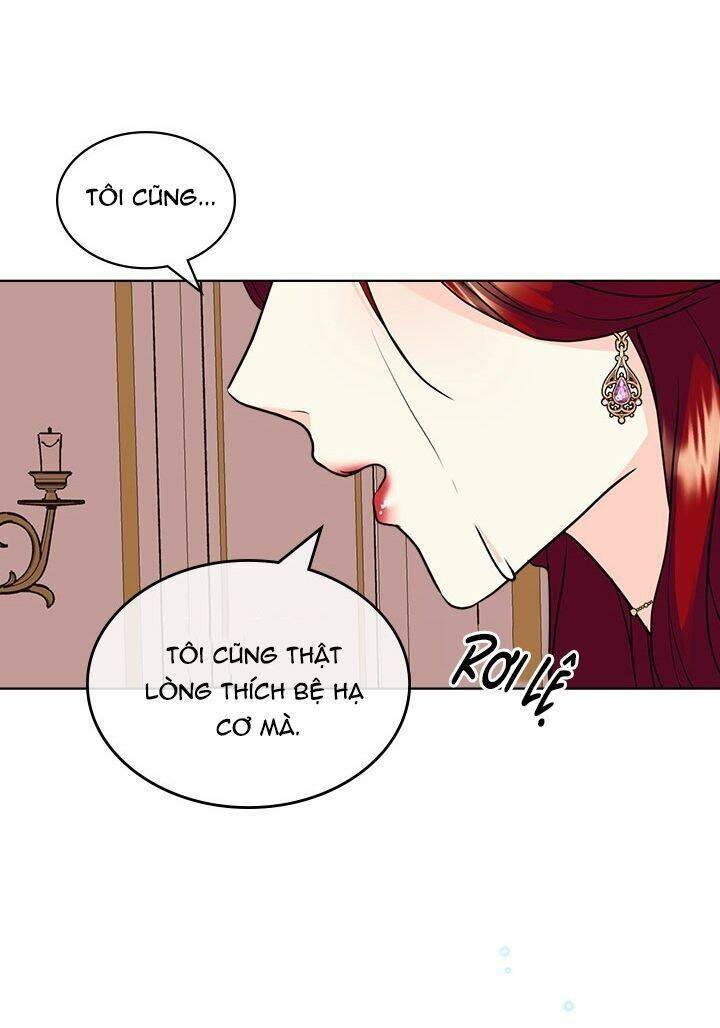 TÔI CŨNG...
TÔI CŨNG THẬT
LÒNG THÍCH BỆ HẠ
CƠ MÀ.
RƠI LỆ